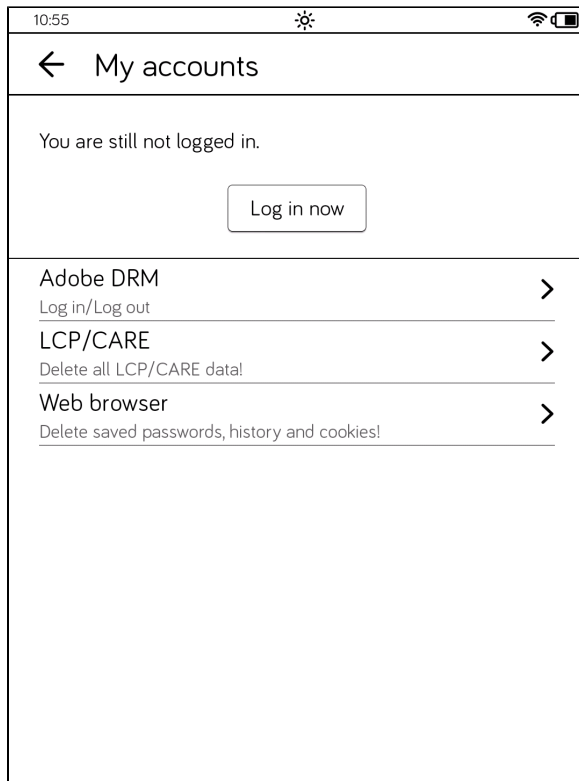 10:55
My accounts
You are still not logged in.
Log in now
Adobe DRM
Log in/Log out
LCP/CARE
Delete all LCP/CARE data!
Web browser
Delete saved passwords, history and cookies!